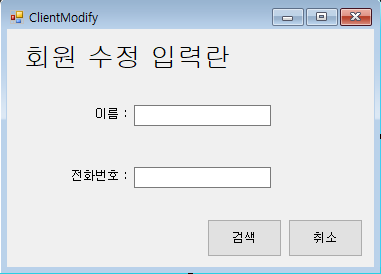 ClientModify
회원 수정 입력란
이름 :
전화번호 :
검색 취소